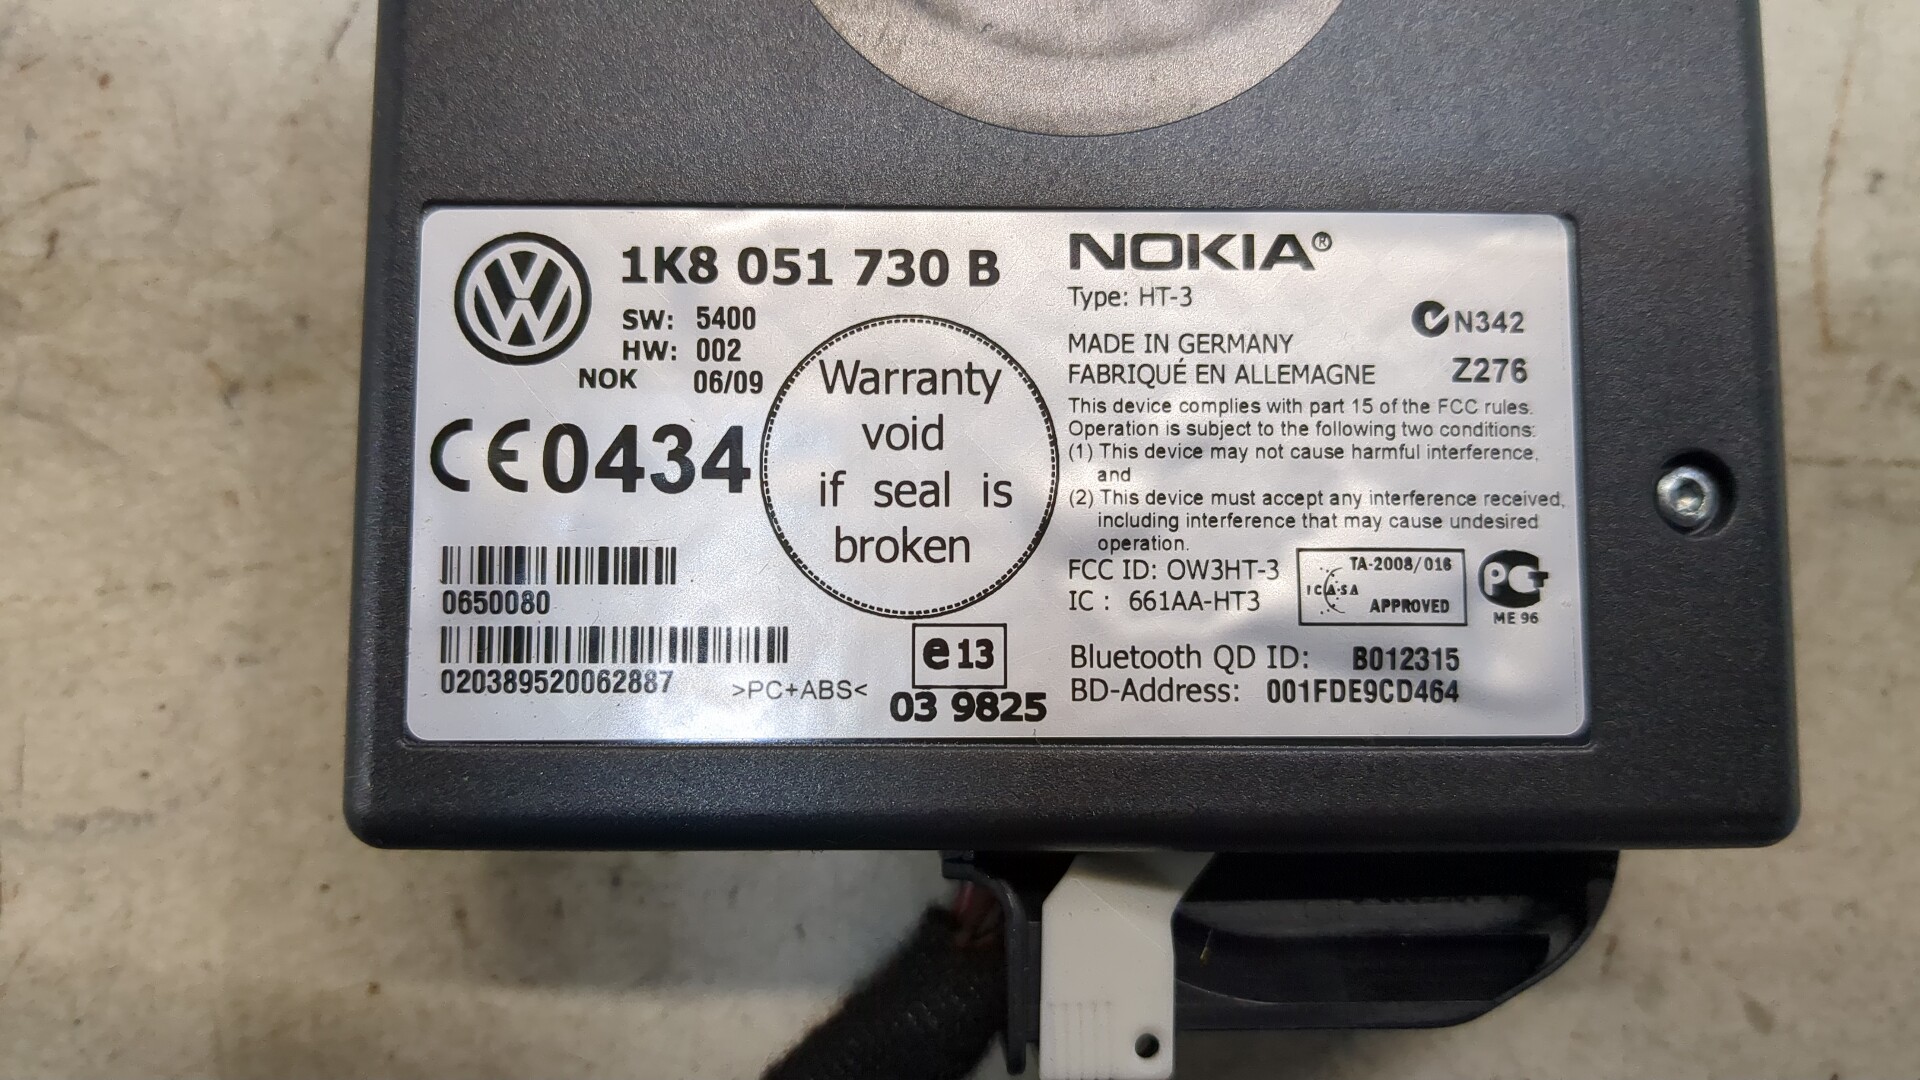 1K8 051 730 B
SW: 5400
HW: 002
NOK 06/09
CE0434
Warranty
void
if seal is
broken
0650080
020389520062887
>PC+ABS<
e13
03 9825
NOKIA®
Type: HT-3
N342
MADE IN GERMANY
FABRIQUÉ EN ALLEMAGNE
Z276
This device complies with part 15 of the FCC rules.
Operation is subject to the following two conditions:
(1) This device may not cause harmful interference,
and
(2) This device must accept any interference received,
including interference that may cause undesired
operation.
FCC ID: OW3HT-3
IC : 661AA-HT3
TA-2008/016
ICASA
APPROVED
ME 96
Bluetooth QD ID: B012315
BD-Address: 001FDE9CD464